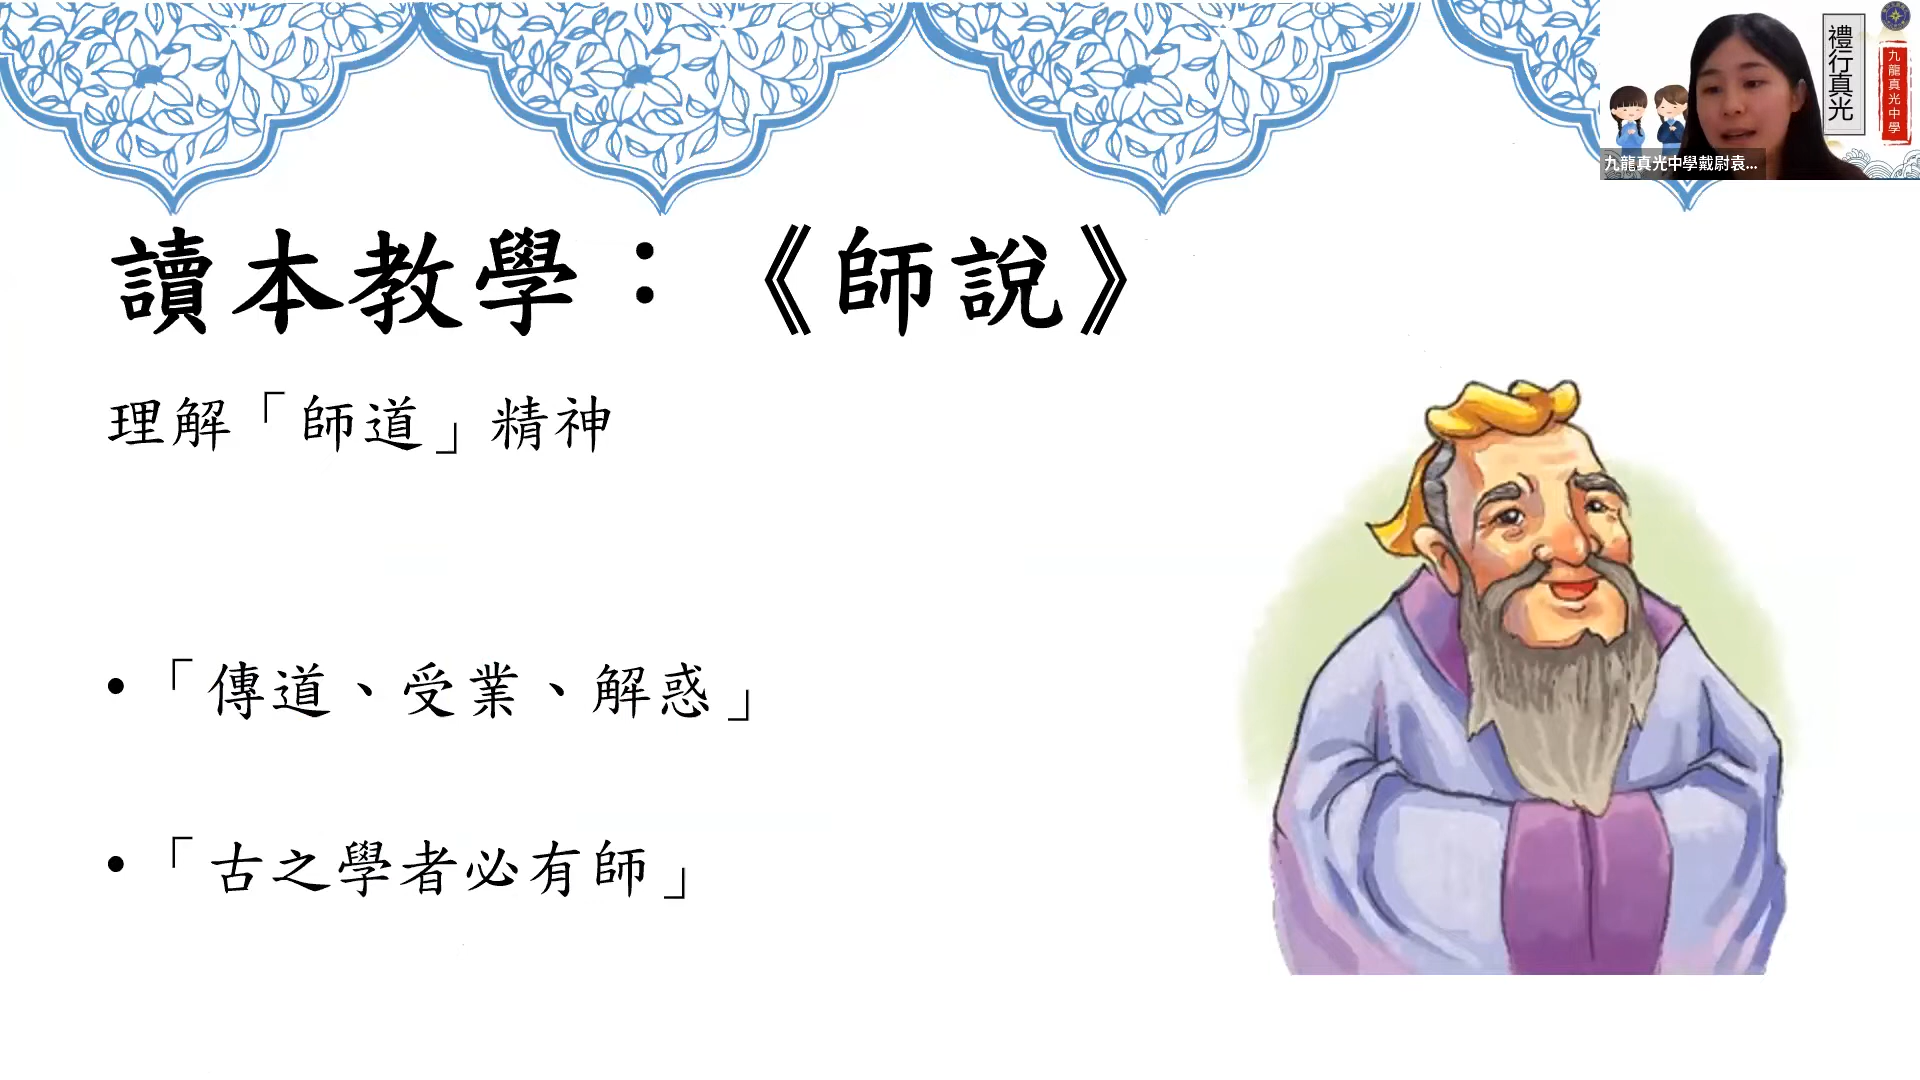 讀本教學：《師說》
理解「師道」精神
•「傳道、受業、解惑」
•「古之學者必有師」
禮行真光
九龍真光中學
九龍真光中學戴尉袁...